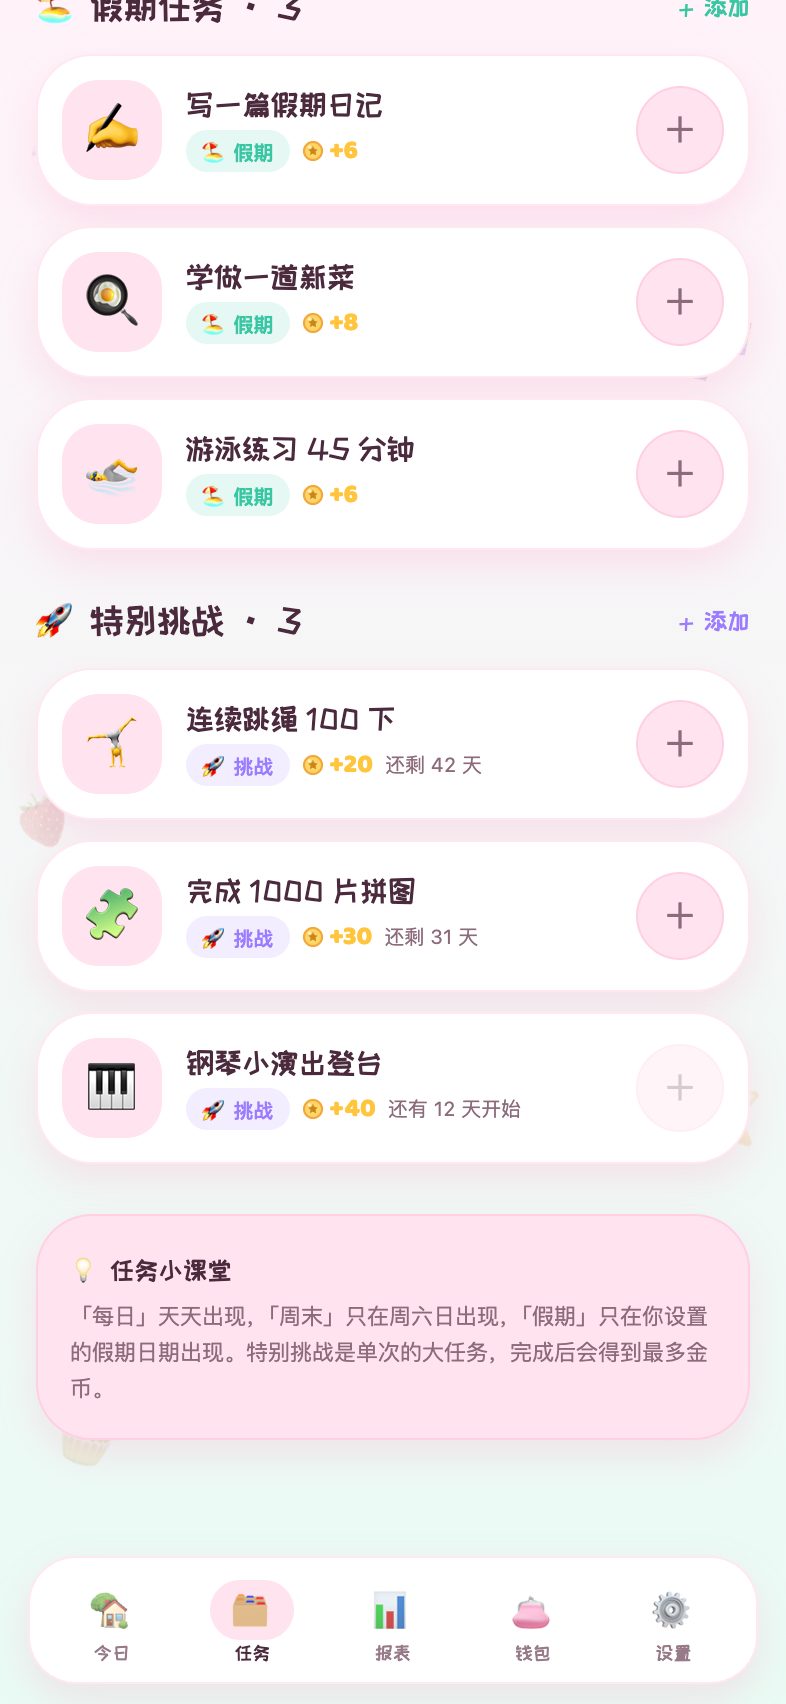 假期任务 · 3
+ 添加
写一篇假期日记
假期 +6
学做一道新菜
假期 +8
游泳练习 45 分钟
假期 +6
特别挑战 · 3
+ 添加
连续跳绳 100 下
挑战 +20 还剩 42 天
完成 1000 片拼图
挑战 +30 还剩 31 天
钢琴小演出登台
挑战 +40 还有 12 天开始
任务小课堂
「每日」天天出现,「周末」只在周六日出现,「假期」只在你设置
的假期日期出现。特别挑战是单次的大任务，完成后会得到最多金
币。
今日
任务
报表
钱包
设置